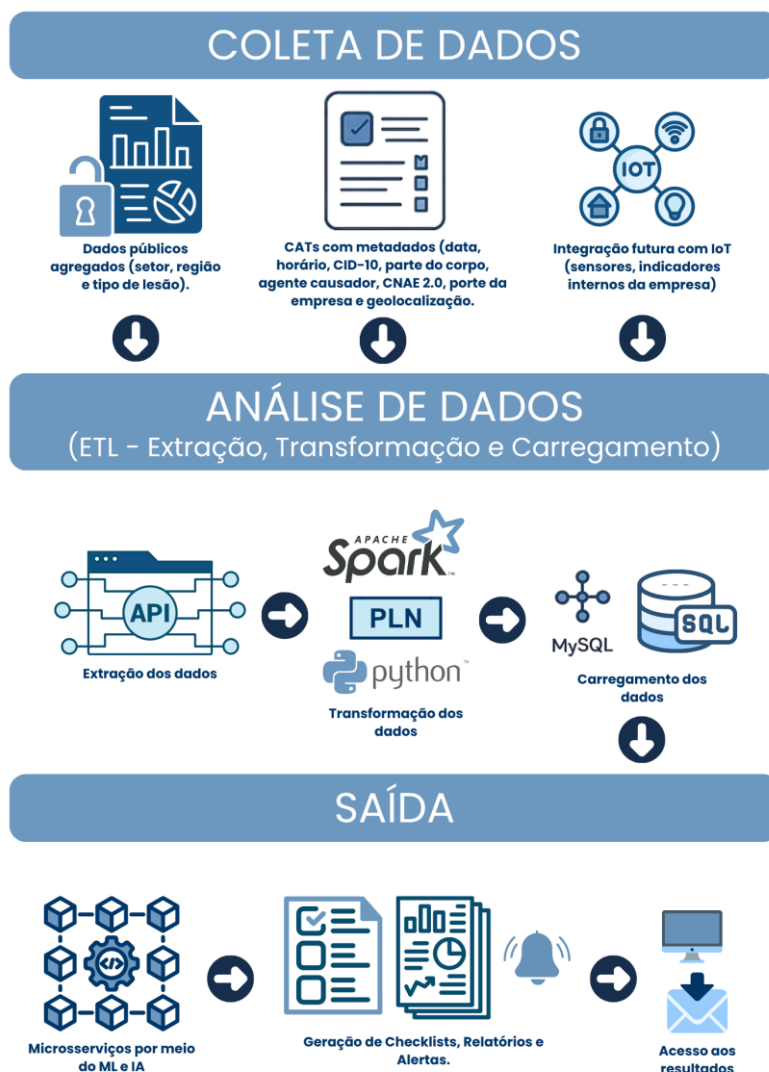 COLETA DE DADOS
IOT
Dados públicos
agregados (setor, região
e tipo de lesão).
CATs com metadados (data,
horário, CID-10, parte do corpo,
agente causador, CNAE 2.0, porte da
empresa e geolocalização.
Integração futura com IoT
(sensores, indicadores
internos da empresa)
ANÁLISE DE DADOS
(ETL - Extração, Transformação e Carregamento)
API
Extração dos dados
APACHE
Spark™
PLN
python™
Transformação dos
dados
MySQL
SQL
Carregamento dos
dados
SAÍDA
</>
Microsserviços por meio
do ML e IA
Geração de Checklists, Relatórios e
Alertas.
Acesso aos
resultados